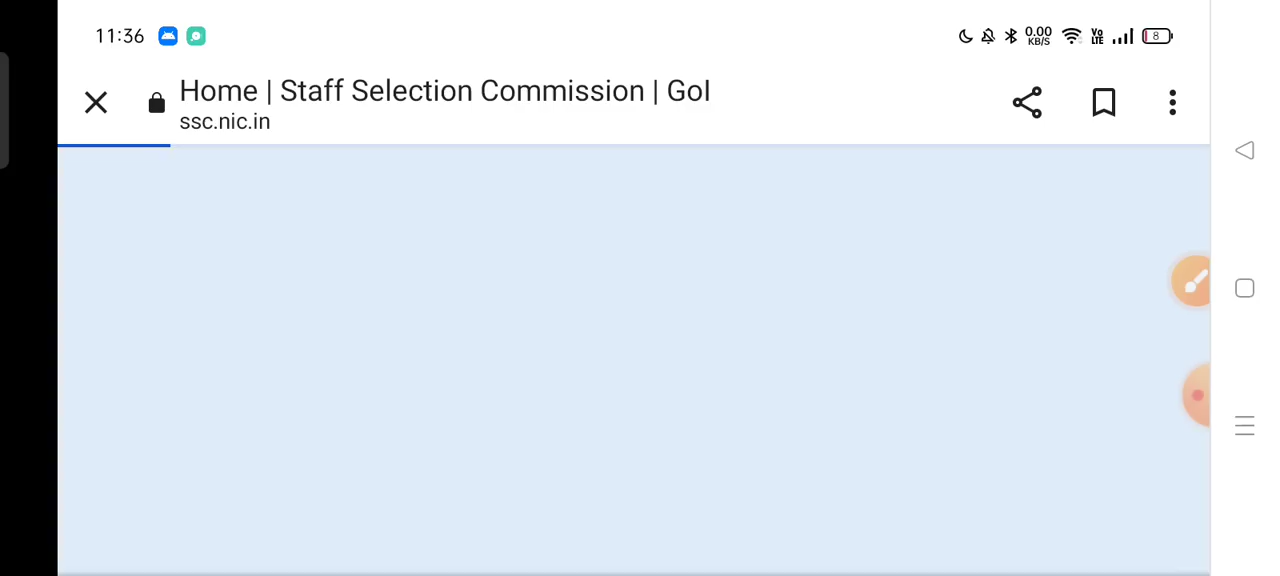 11:36
0.00
KB/S
Vo
LTE
8
Home | Staff Selection Commission | GoI
ssc.nic.in